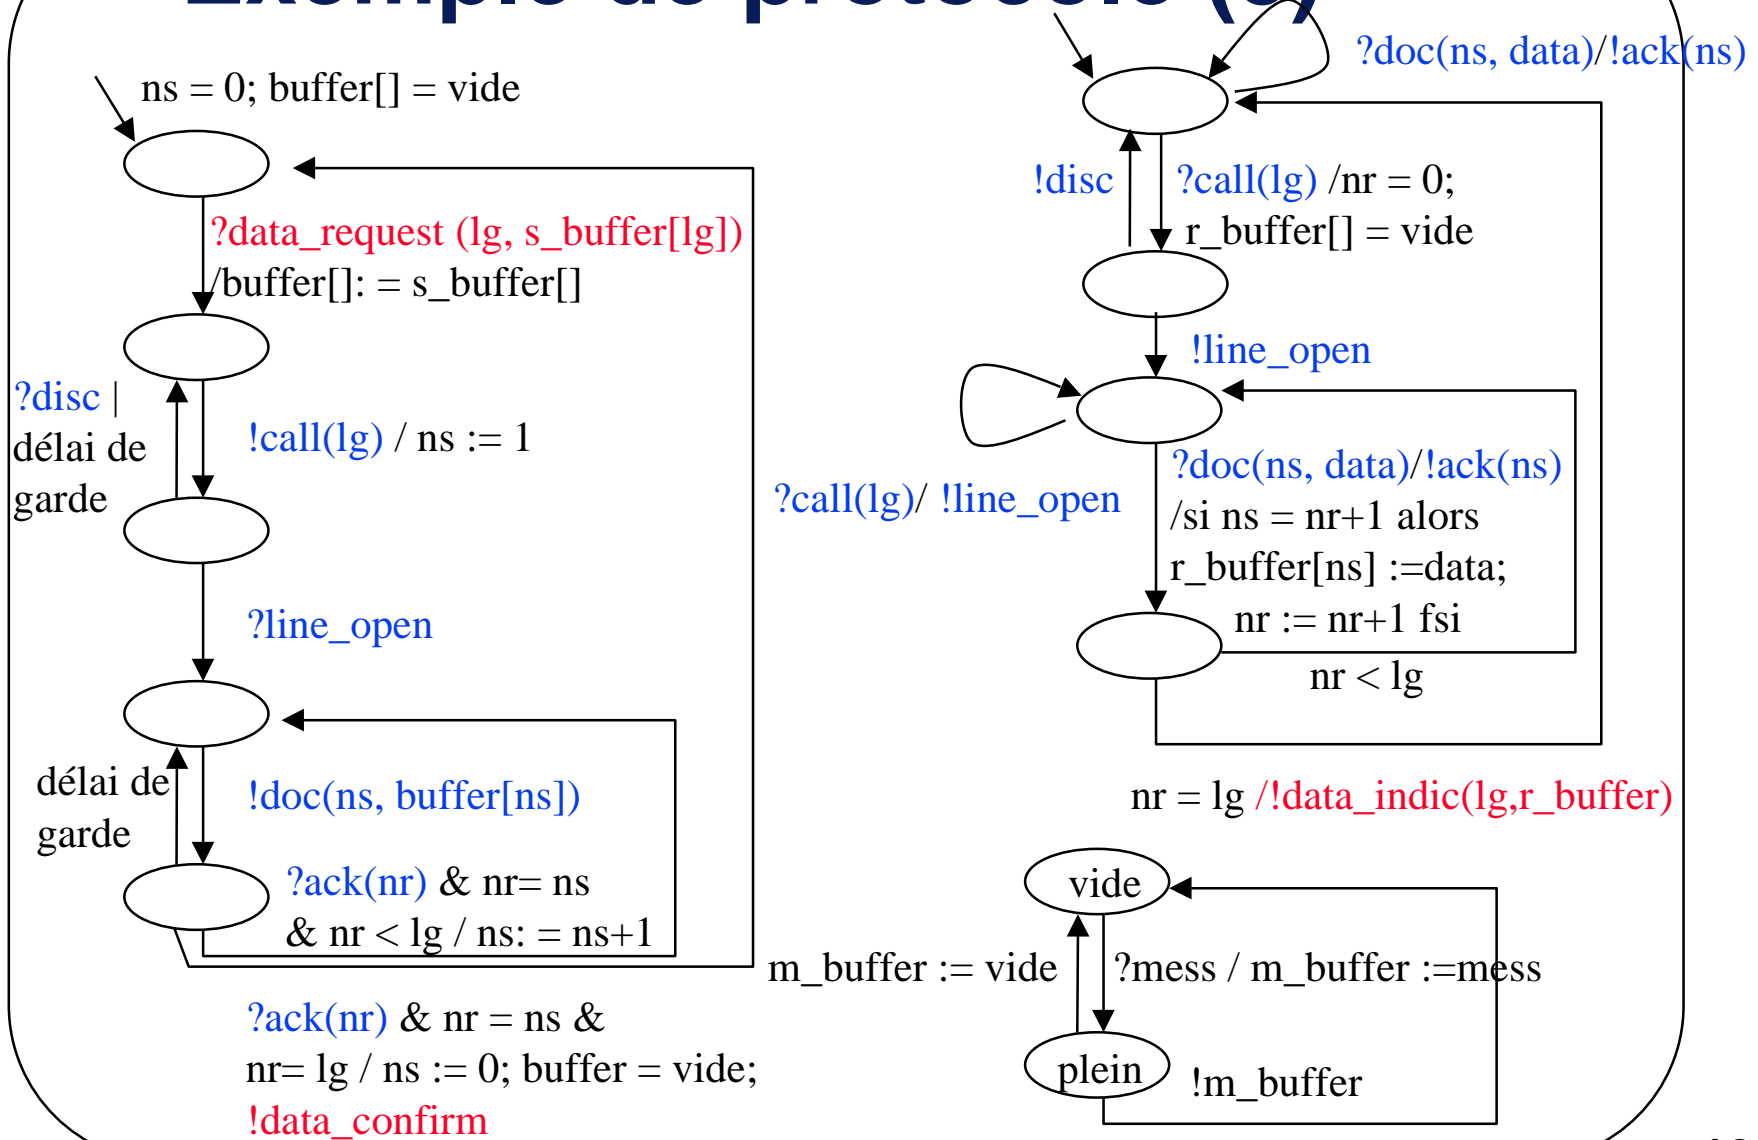 Exemple de protocole (3)
ns = 0; buffer[] = vide
?data_request (lg, s_buffer[lg])
/buffer[]: = s_buffer[]
?disc |
délai de
garde
!call(lg) / ns := 1
?line_open
délai de
garde
!doc(ns, buffer[ns])
?ack(nr) & nr= ns
& nr < lg / ns: = ns+1
?ack(nr) & nr = ns &
nr= lg / ns := 0; buffer = vide;
!data_confirm
?doc(ns, data)/!ack(ns)
!disc
?call(lg) /nr = 0;
r_buffer[] = vide
!line_open
?call(lg)/ !line_open
?doc(ns, data)/!ack(ns)
/si ns = nr+1 alors
r_buffer[ns] :=data;
nr := nr+1 fsi
nr < lg
nr = lg /!data_indic(lg,r_buffer)
vide
m_buffer := vide
?mess / m_buffer :=mess
plein
!m_buffer